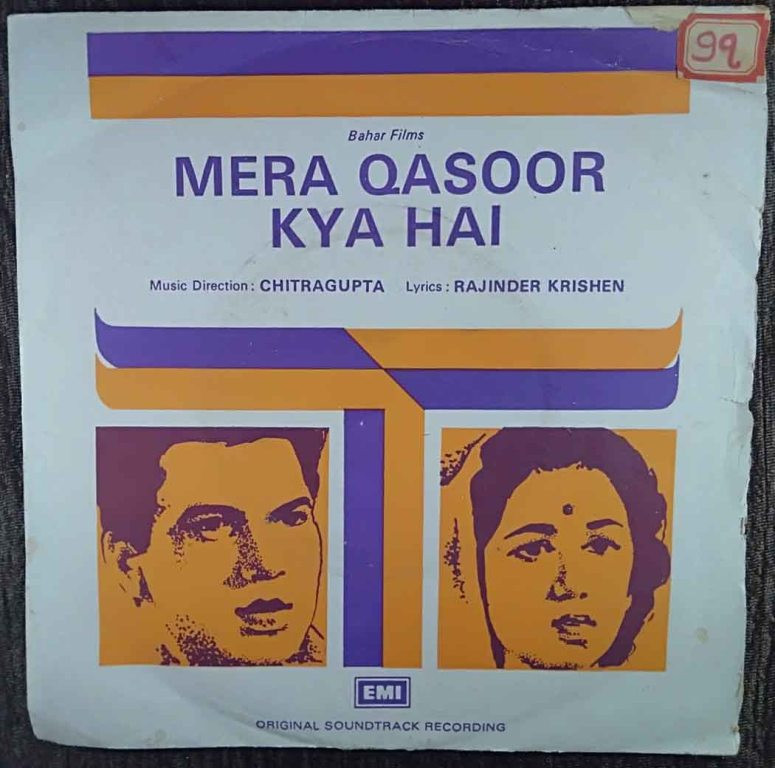 99
Bahar Films
MERA QASOOR
KYA HAI
Music Direction : CHITRAGUPTA Lyrics : RAJINDER KRISHEN
EMI
ORIGINAL SOUNDTRACK RECORDING